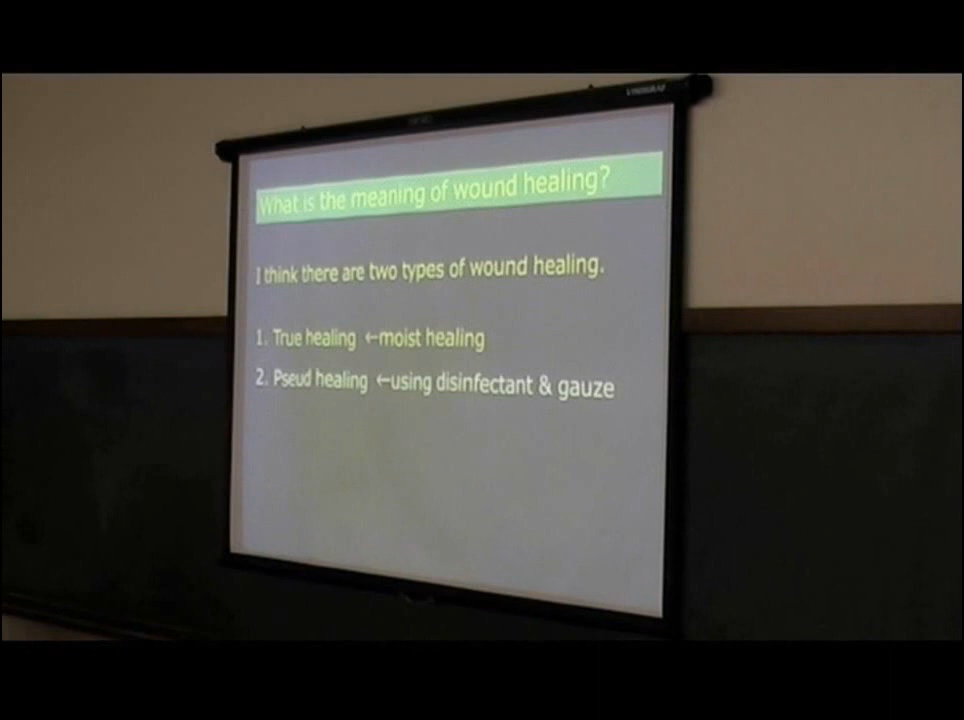 What is the meaning of wound healing?
I think there are two types of wound healing.
1. True healing ←moist healing
2. Pseud healing ←using disinfectant & gauze